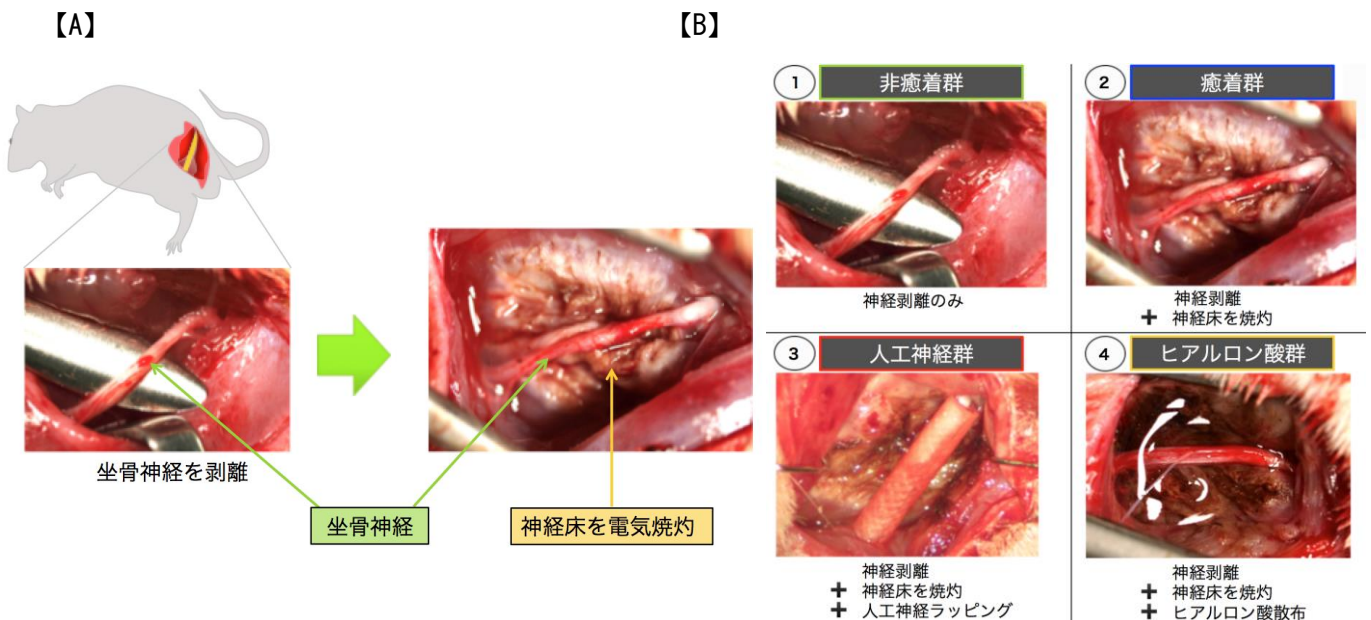 【A】
坐骨神経を剥離
坐骨神経
神経床を電気焼灼
【B】
1 非癒着群
神経剥離のみ
2 癒着群
神経剥離
+ 神経床を焼灼
3 人工神経群
神経剥離
+ 神経床を焼灼
+ 人工神経ラッピング
4 ヒアルロン酸群
神経剥離
+ 神経床を焼灼
+ ヒアルロン酸散布